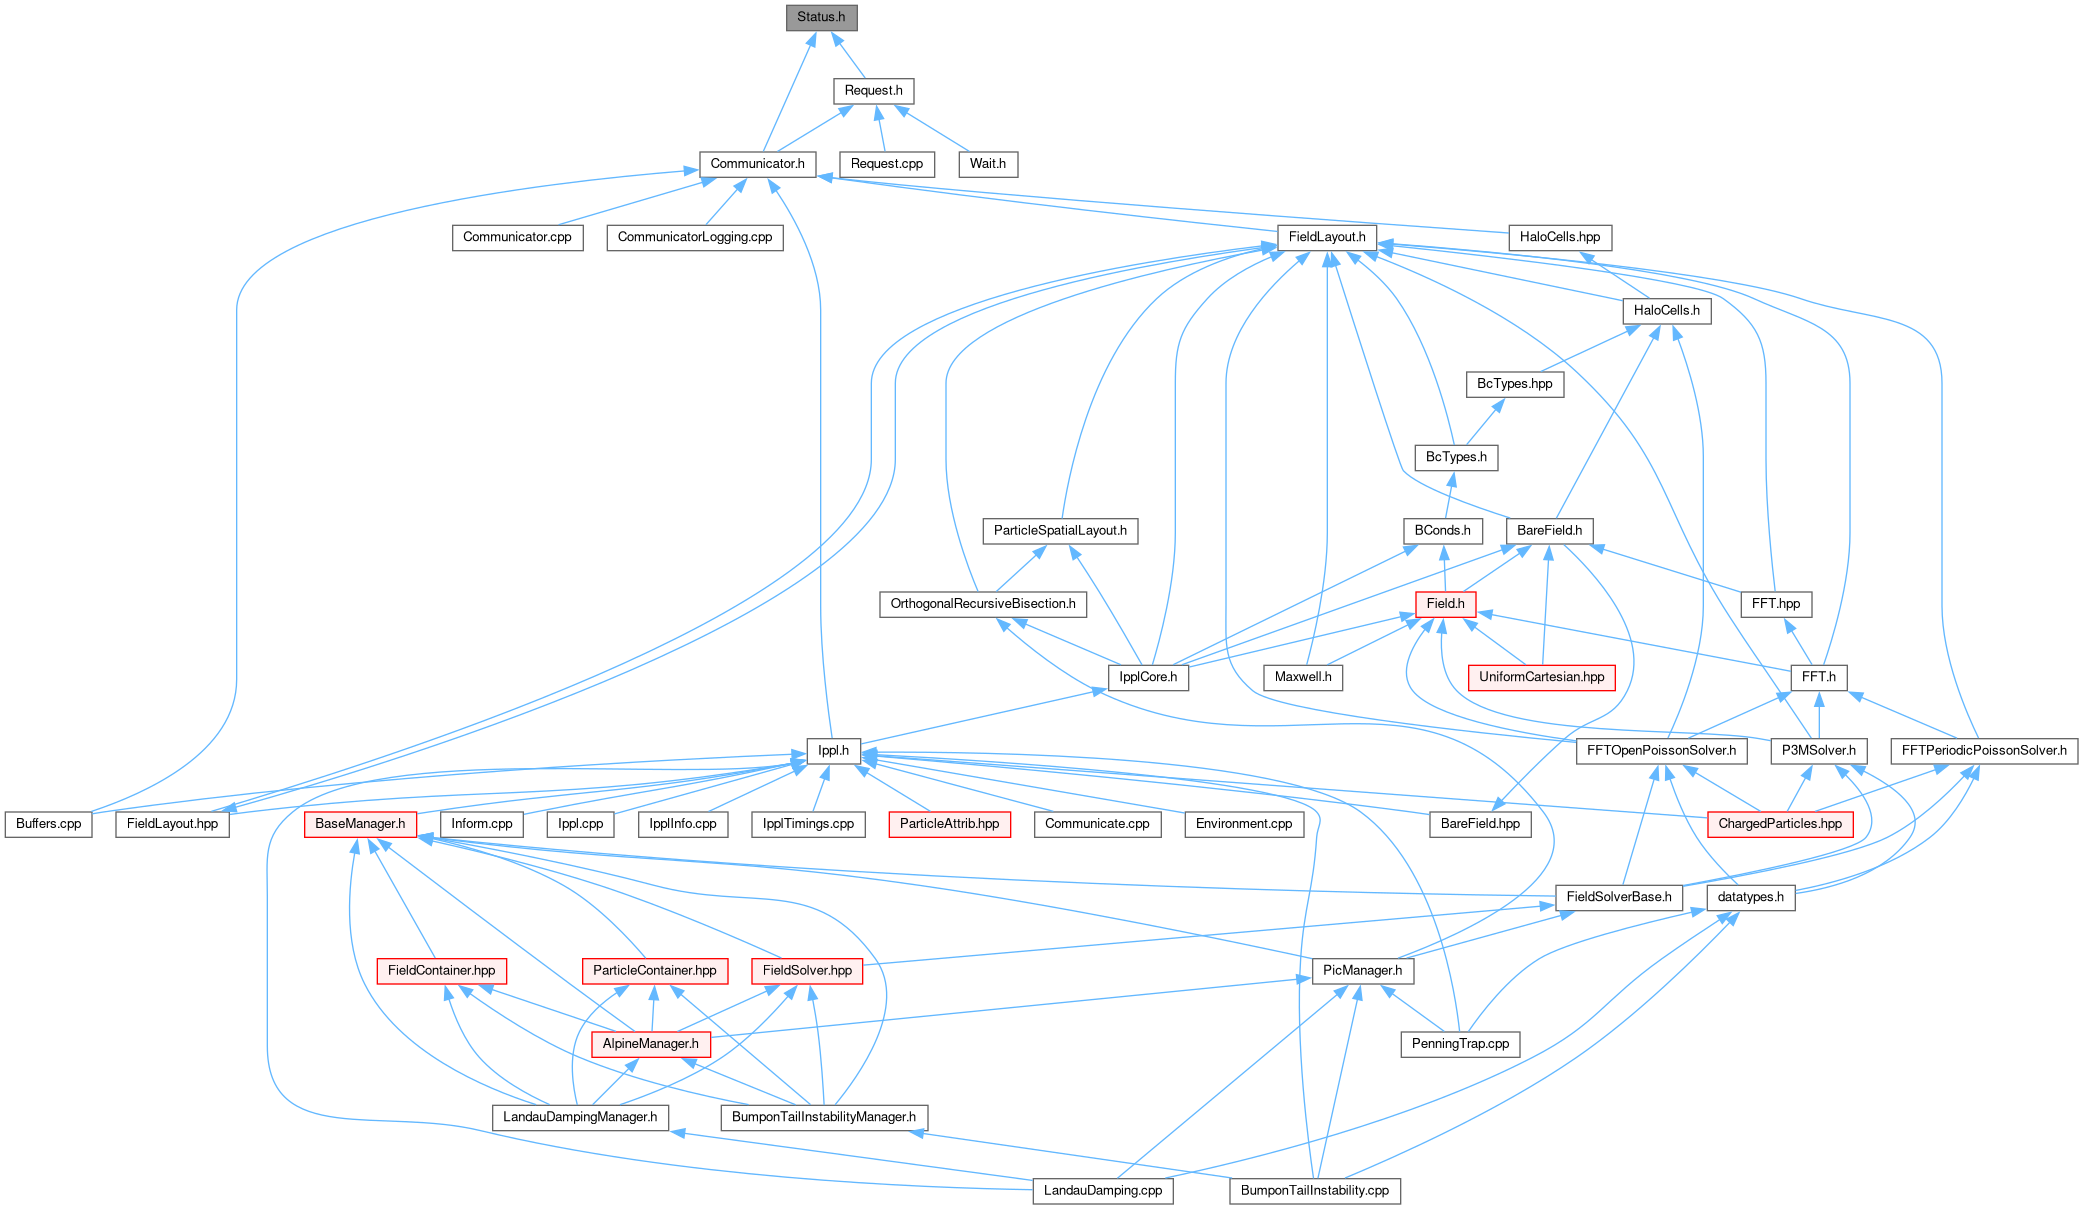 Status.h
Request.h
Communicator.h
Request.cpp
Wait.h
Communicator.cpp
CommunicatorLogging.cpp
FieldLayout.h
HaloCells.hpp
HaloCells.h
BcTypes.hpp
BcTypes.h
ParticleSpatialLayout.h
BConds.h
BareField.h
OrthogonalRecursiveBisection.h
Field.h
FFT.hpp
IpplCore.h
Maxwell.h
UniformCartesian.hpp
FFT.h
Ippl.h
FFTOpenPoissonSolver.h
P3MSolver.h
FFTPeriodicPoissonSolver.h
Buffers.cpp
FieldLayout.hpp
BaseManager.h
Inform.cpp
Ippl.cpp
IpplInfo.cpp
IpplTimings.cpp
ParticleAttrib.hpp
Communicate.cpp
Environment.cpp
BareField.hpp
ChargedParticles.hpp
FieldSolverBase.h
datatypes.h
FieldContainer.hpp
ParticleContainer.hpp
FieldSolver.hpp
PicManager.h
AlpineManager.h
PenningTrap.cpp
LandauDampingManager.h
BumponTailInstabilityManager.h
LandauDamping.cpp
BumponTailInstability.cpp